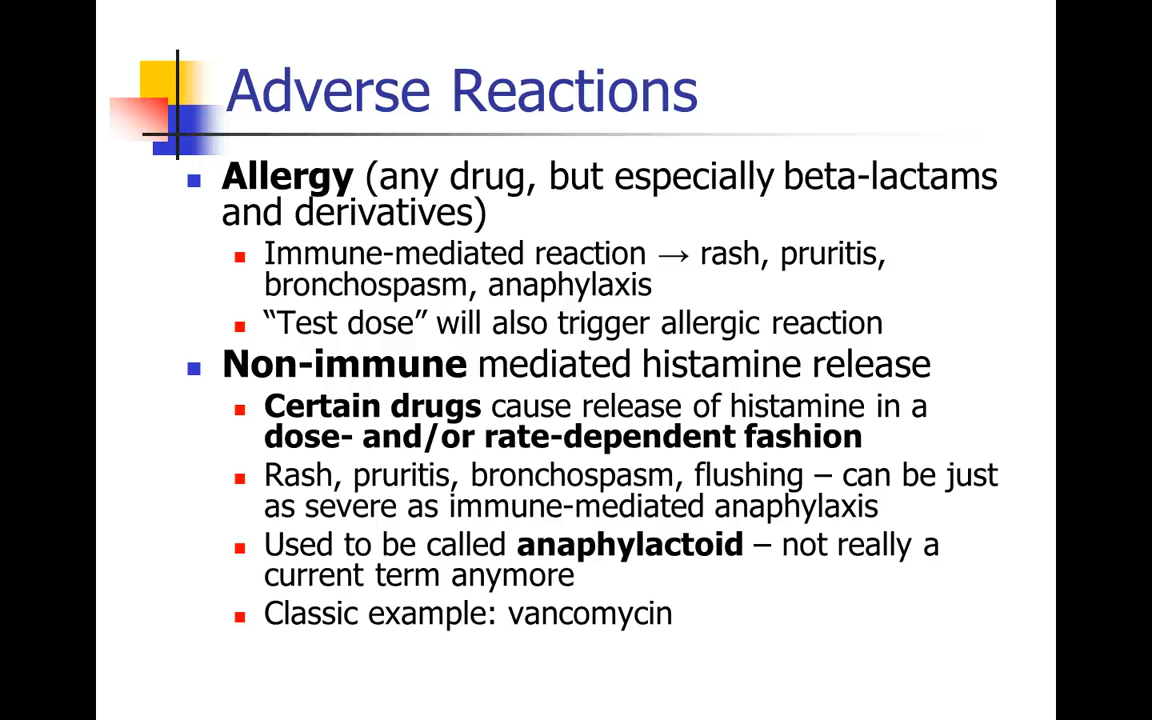 Adverse Reactions
Allergy (any drug, but especially beta-lactams
and derivatives)
Immune-mediated reaction → rash, pruritis,
bronchospasm, anaphylaxis
“Test dose” will also trigger allergic reaction
Non-immune mediated histamine release
Certain drugs cause release of histamine in a
dose- and/or rate-dependent fashion
Rash, pruritis, bronchospasm, flushing – can be just
as severe as immune-mediated anaphylaxis
Used to be called anaphylactoid – not really a
current term anymore
Classic example: vancomycin